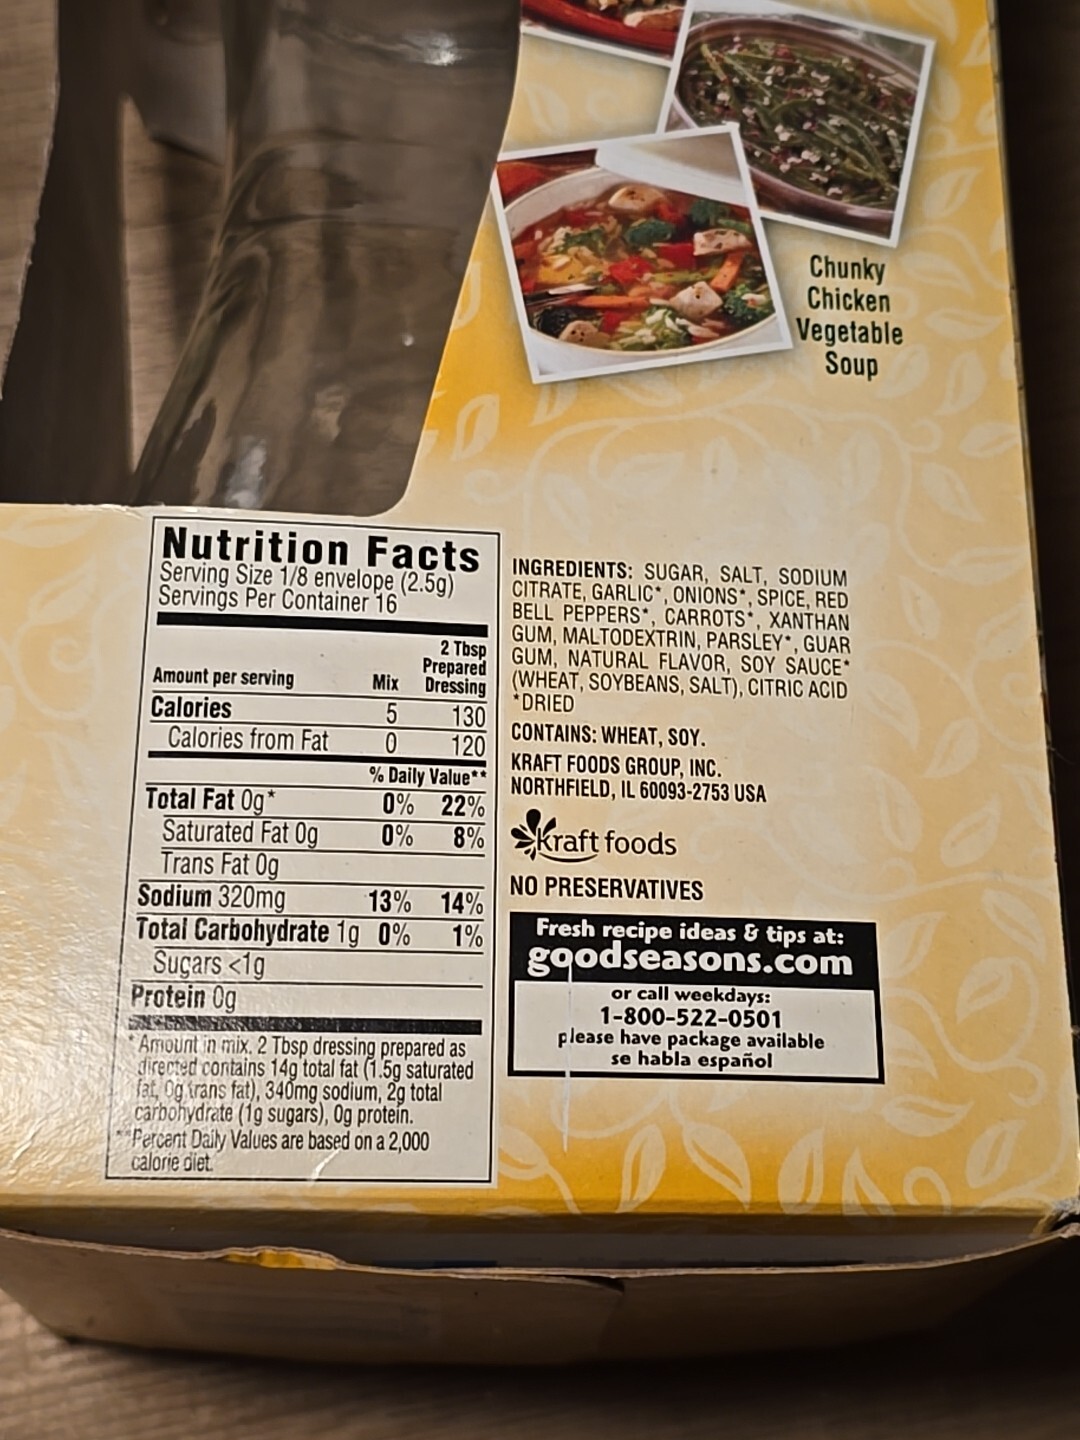 Chunky
Chicken
Vegetable
Soup
Nutrition Facts
Serving Size 1/8 envelope (2.5g)
Servings Per Container 16
2 Tbsp
Prepared
Amount per serving Mix Dressing
Calories 5 130
Calories from Fat 0 120
% Daily Value**
Total Fat 0g* 0% 22%
Saturated Fat 0g 0% 8%
Trans Fat 0g
Sodium 320mg 13% 14%
Total Carbohydrate 1g 0% 1%
Sugars <1g
Protein 0g
*Amount in mix. 2 Tbsp dressing prepared as
directed contains 14g total fat (1.5g saturated
fat, 0g trans fat), 340mg sodium, 2g total
carbohydrate (1g sugars), 0g protein.
**Percent Daily Values are based on a 2,000
calorie diet.
INGREDIENTS: SUGAR, SALT, SODIUM
CITRATE, GARLIC*, ONIONS*, SPICE, RED
BELL PEPPERS*, CARROTS*, XANTHAN
GUM, MALTODEXTRIN, PARSLEY*, GUAR
GUM, NATURAL FLAVOR, SOY SAUCE*
(WHEAT, SOYBEANS, SALT), CITRIC ACID
*DRIED
CONTAINS: WHEAT, SOY.
KRAFT FOODS GROUP, INC.
NORTHFIELD, IL 60093-2753 USA
kraft foods
NO PRESERVATIVES
Fresh recipe ideas & tips at:
goodseasons.com
or call weekdays:
1-800-522-0501
please have package available
se habla español